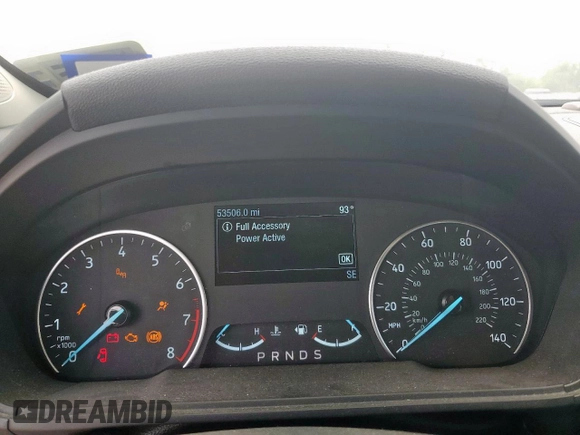 53506.0 mi 93°
Full Accessory
Power Active
OK
SE
0 1 2 3 4 5 6 7 8
rpm
x1000
ABS
0 20 40 60 80 100 120 140
MPH
0 20 40 60 80 100 120 140 160 180 200 220
km/h
H E
P R N D S
DREAMBID